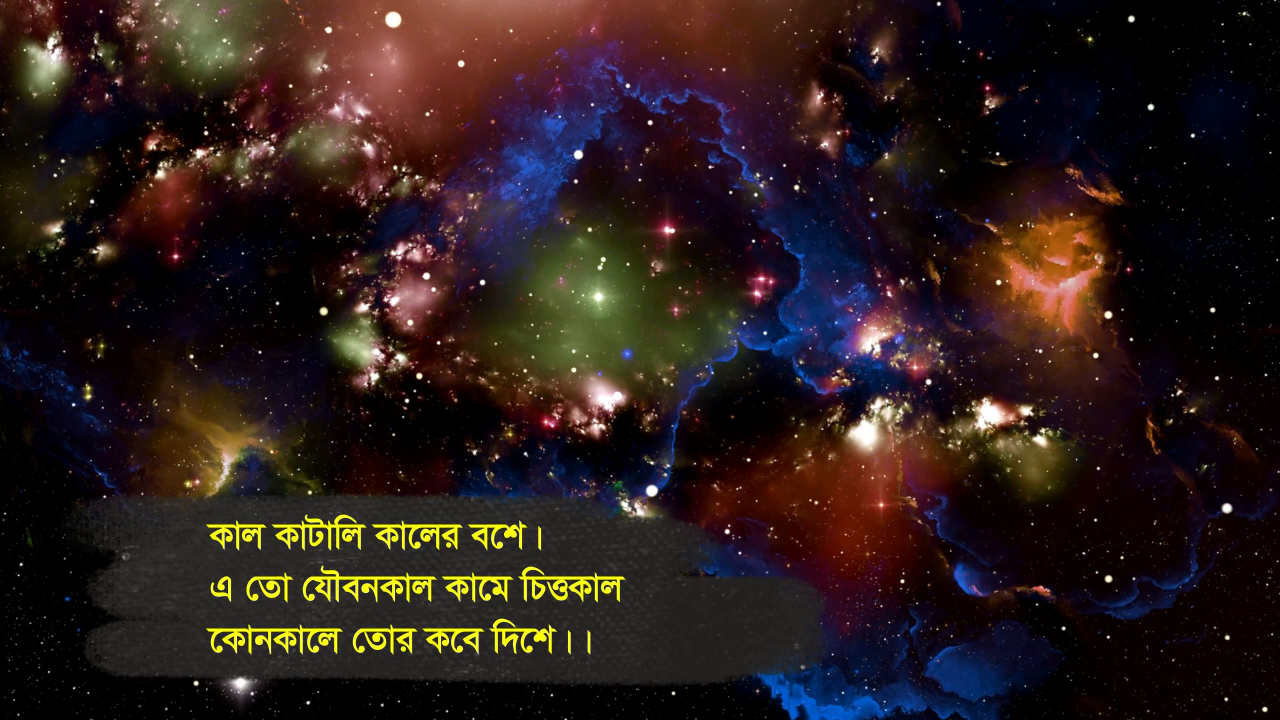 কাল কাটালি কালের বশে।
এ তো যৌবনকাল কামে চিত্তকাল
কোনকালে তোর কবে দিশে।।